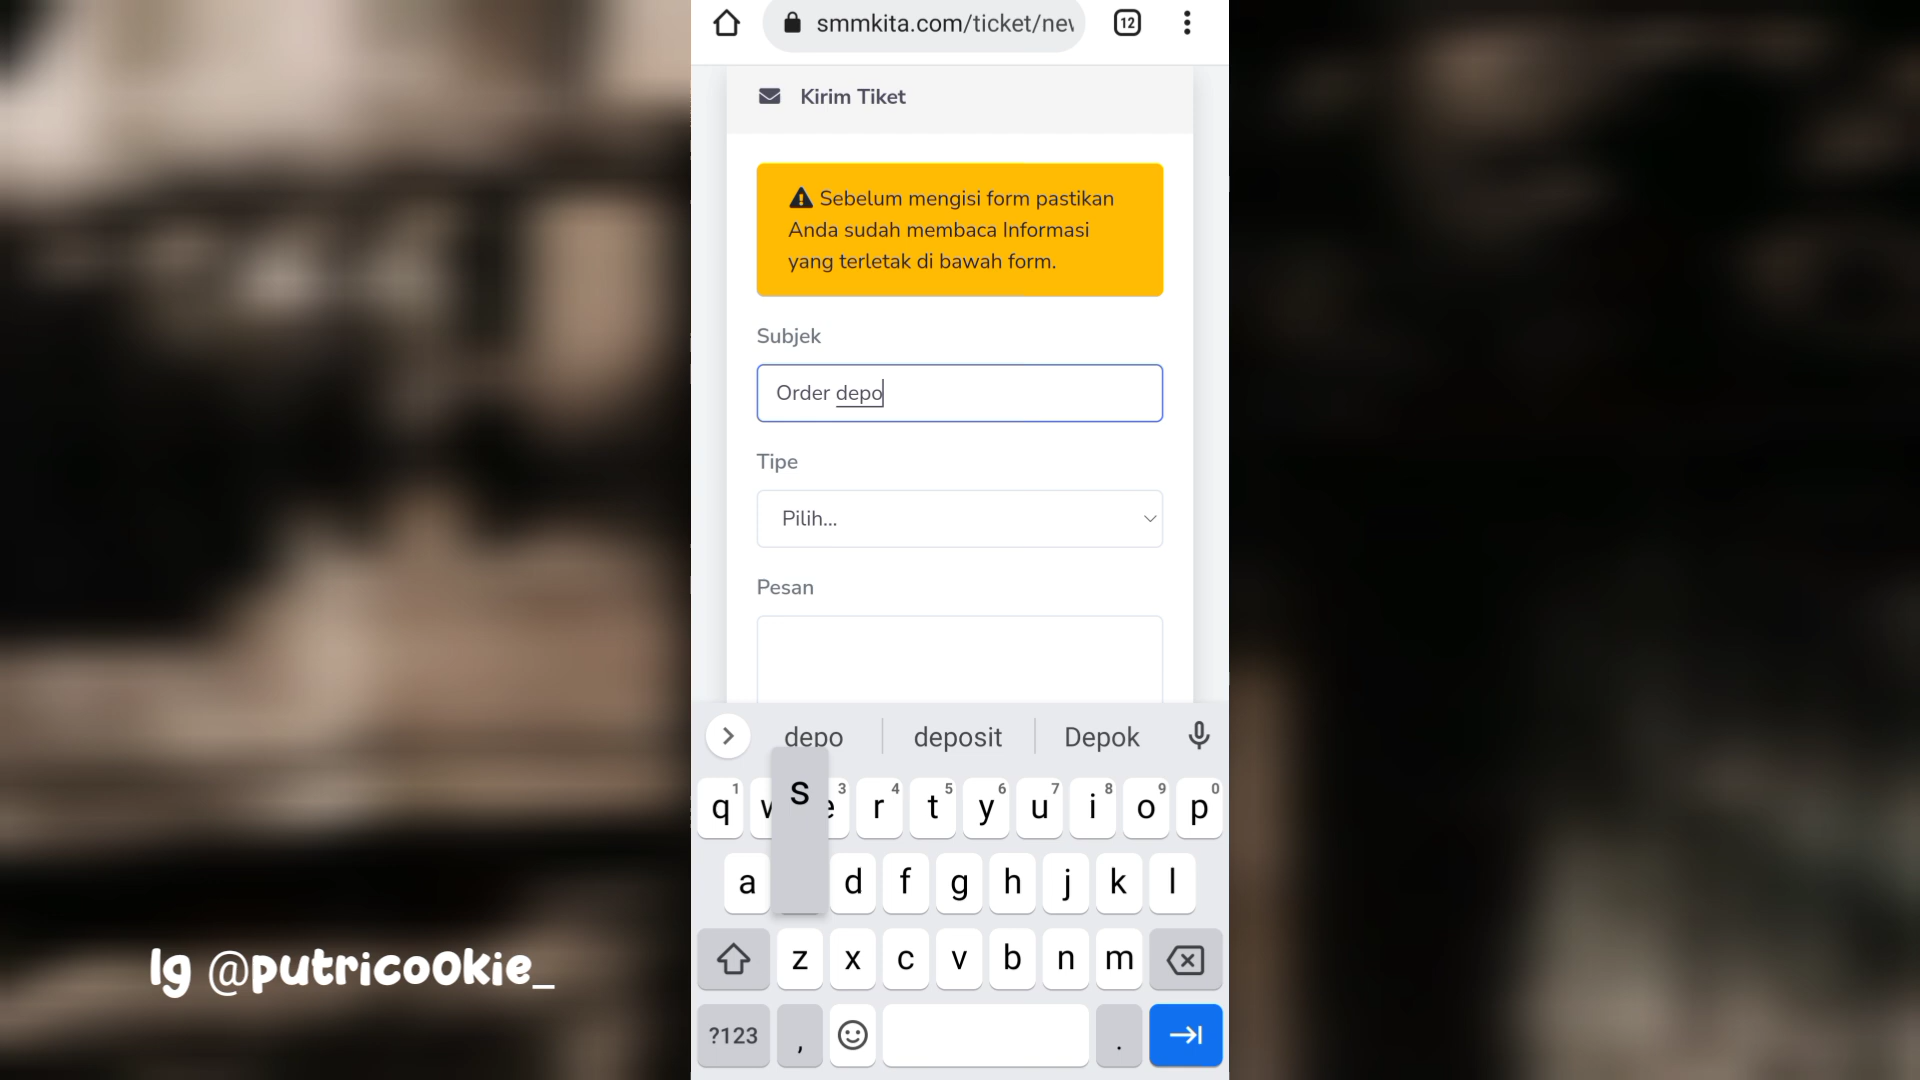 smmkita.com/ticket/nev
12
Kirim Tiket
Sebelum mengisi form pastikan
Anda sudah membaca Informasi
yang terletak di bawah form.
Subjek
Order depo
Tipe
Pilih...
Pesan
depo deposit Depok
s
q 1 w e 3 r 4 t 5 y 6 u 7 i 8 o 9 p 0
a d f g h j k l
z x c v b n m
?123 , .
Ig @putrico0kie_